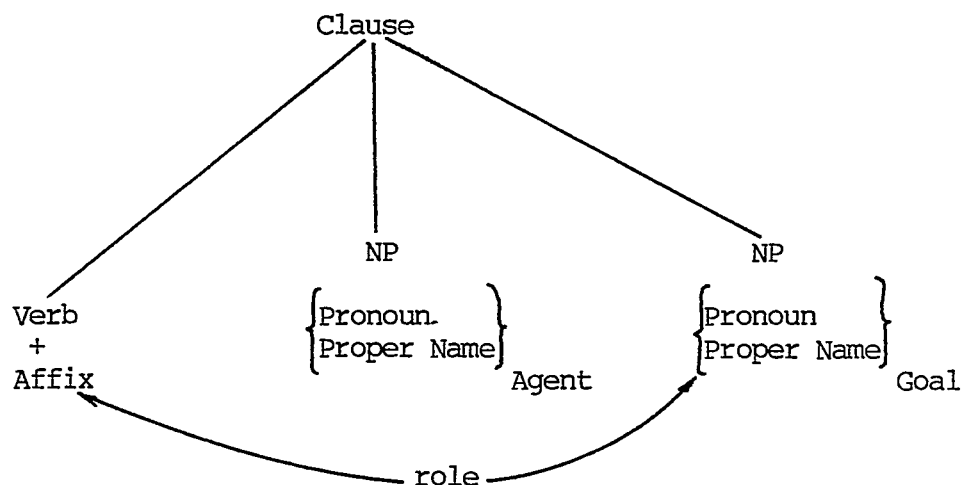 Clause
NP NP
Verb
+
Affix
Pronoun
Proper Name
Agent
Pronoun
Proper Name
Goal
role